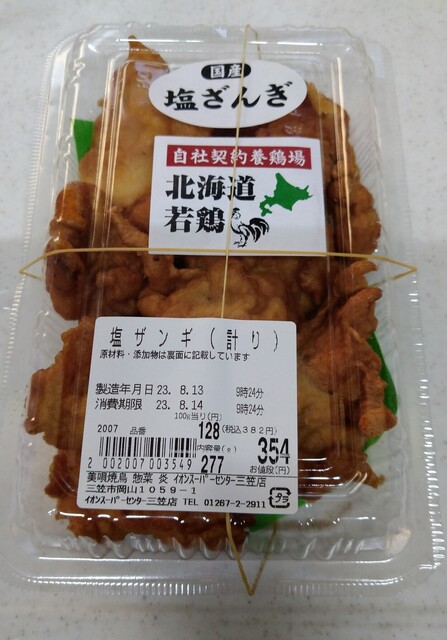 国産
塩ざんぎ
自社契約養鶏場
北海道
若鶏
塩ザンギ(計り)
原材料・添加物は裏面に記載しています
製造年月日 23. 8.13 9時24分
消費期限 23. 8.14 9時24分
100g当り(円)
2007 品番 128 (税込382円)
内容量(g) 354
2 002007 003549 277 お値段(円)
美唄焼鳥 惣菜 炎 イオンスーパーセンター三笠店
三笠市岡山1059-1
イオンスーパーセンター三笠店 TEL 01267-2-2911
プラ